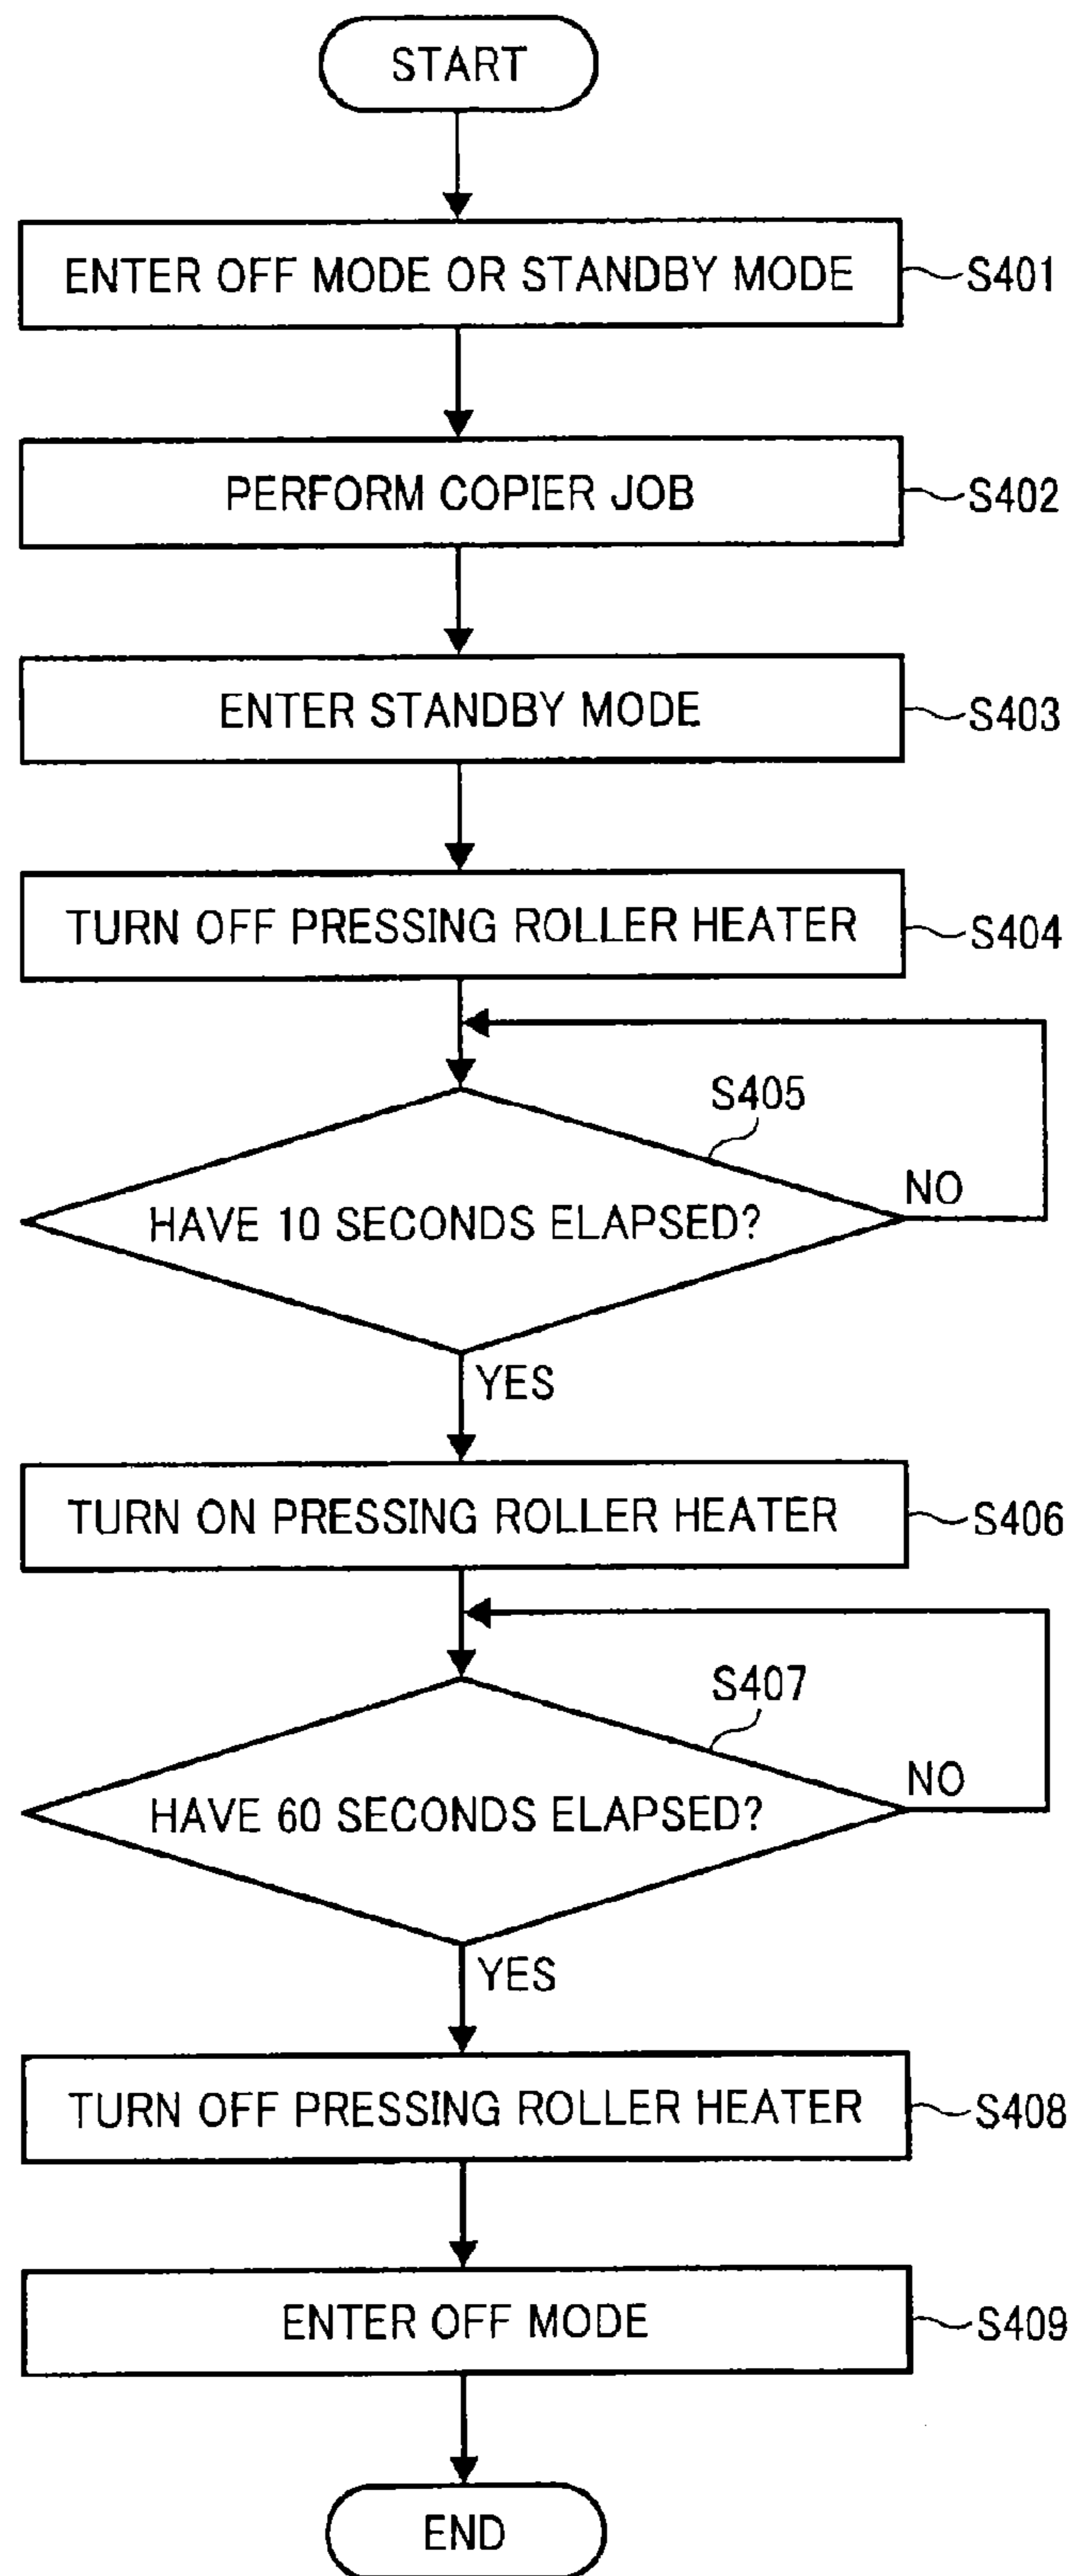 START
ENTER OFF MODE OR STANDBY MODE
S401
PERFORM COPIER JOB
S402
ENTER STANDBY MODE
S403
TURN OFF PRESSING ROLLER HEATER
S404
S405
HAVE 10 SECONDS ELAPSED?
NO
YES
TURN ON PRESSING ROLLER HEATER
S406
S407
HAVE 60 SECONDS ELAPSED?
NO
YES
TURN OFF PRESSING ROLLER HEATER
S408
ENTER OFF MODE
S409
END